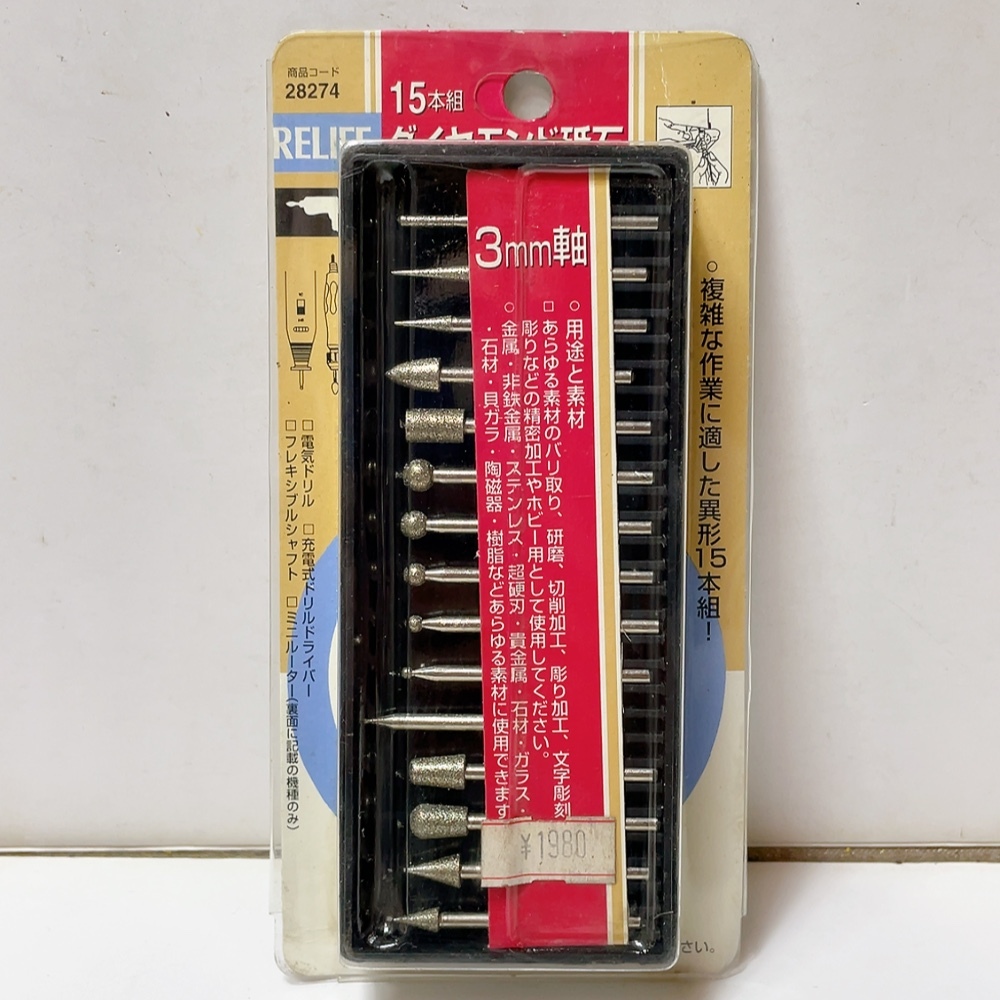 商品コード
28274
15本組
RELIEF ダイヤモンド砥石
3mm軸
○用途と素材
□あらゆる素材のバリ取り、研磨、切削加工、彫り加工、文字彫刻
彫りなどの精密加工やホビー用として使用してください。
○金属・非鉄金属・ステンレス・超硬刃・貴金属・石材・ガラス・
・石材・貝ガラ・陶磁器・樹脂などあらゆる素材に使用できます
○複雑な作業に適した異形15本組!
□電気ドリル □充電式ドリルドライバー
□フレキシブルシャフト □ミニルーター(裏面に記載の機種のみ)
¥1980
さい。